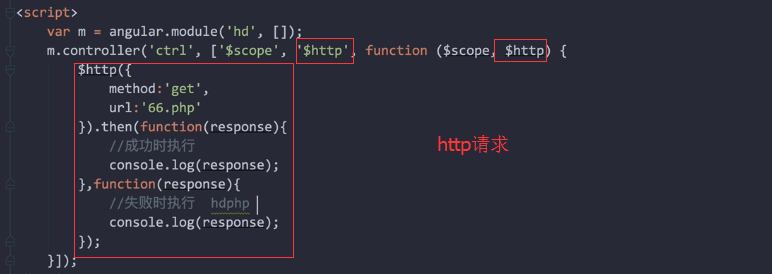 <script>
var m = angular.module('hd', []);
m.controller('ctrl', ['$scope', '$http', function ($scope, $http) {
$http({
method:'get',
url:'66.php'
}).then(function(response){
//成功时执行
console.log(response);
},function(response){
//失败时执行 hdphp
console.log(response);
});
}]);
http请求